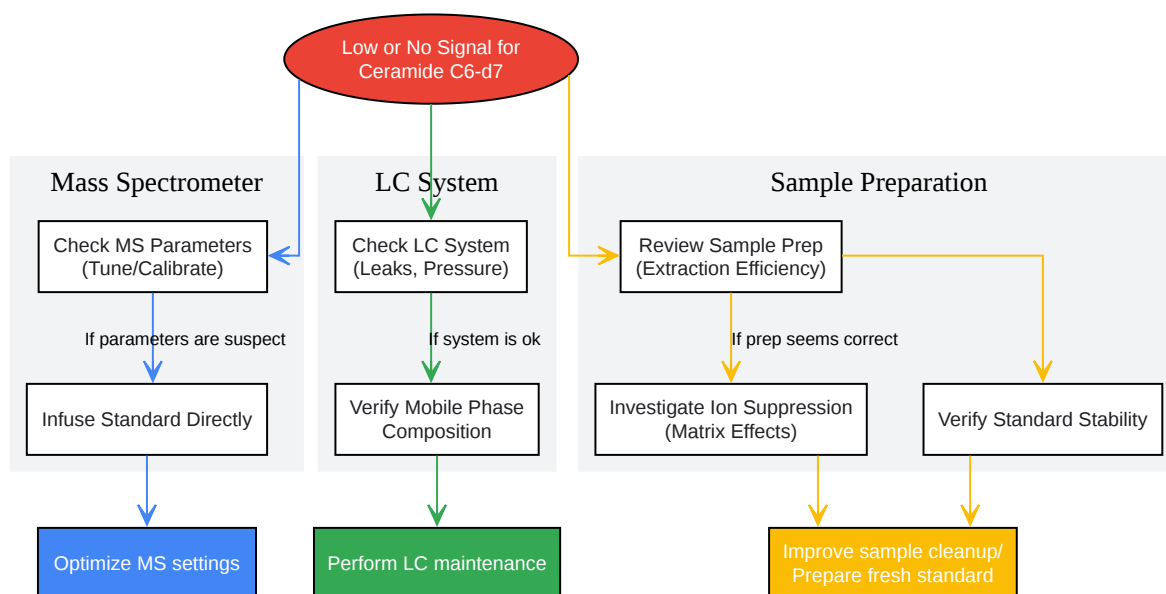 Low or No Signal for
Ceramide C6-d7
Mass Spectrometer
LC System
Sample Preparation
Check MS Parameters
(Tune/Calibrate)
Check LC System
(Leaks, Pressure)
Review Sample Prep
(Extraction Efficiency)
If parameters are suspect
If system is ok
If prep seems correct
Infuse Standard Directly
Verify Mobile Phase
Composition
Investigate Ion Suppression
(Matrix Effects)
Verify Standard Stability
Optimize MS settings
Perform LC maintenance
Improve sample cleanup/
Prepare fresh standard